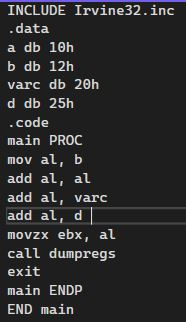 INCLUDE Irvine32.inc
.data
a db 10h
b db 12h
varc db 20h
d db 25h
.code
main PROC
mov al, b
add al, al
add al, varc
add al, d
movzx ebx, al
call dumpregs
exit
main ENDP
END main